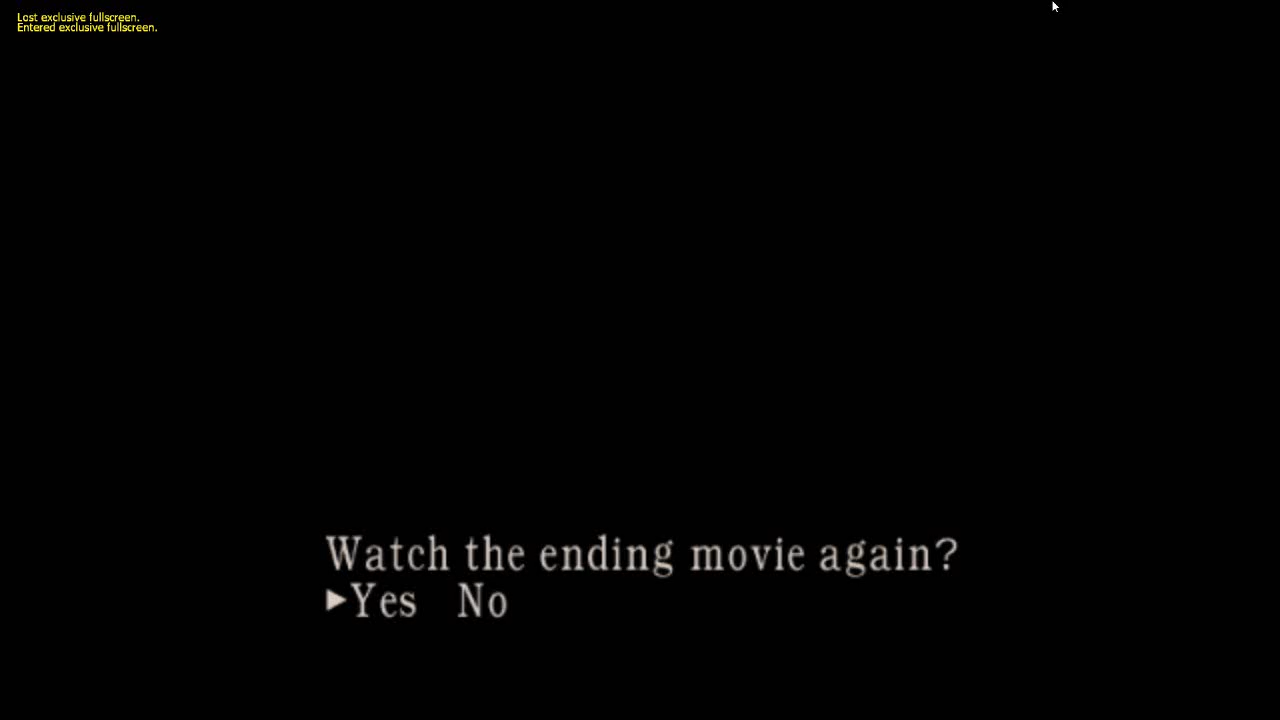 Lost exclusive fullscreen.
Entered exclusive fullscreen.
Watch the ending movie again?
►Yes No